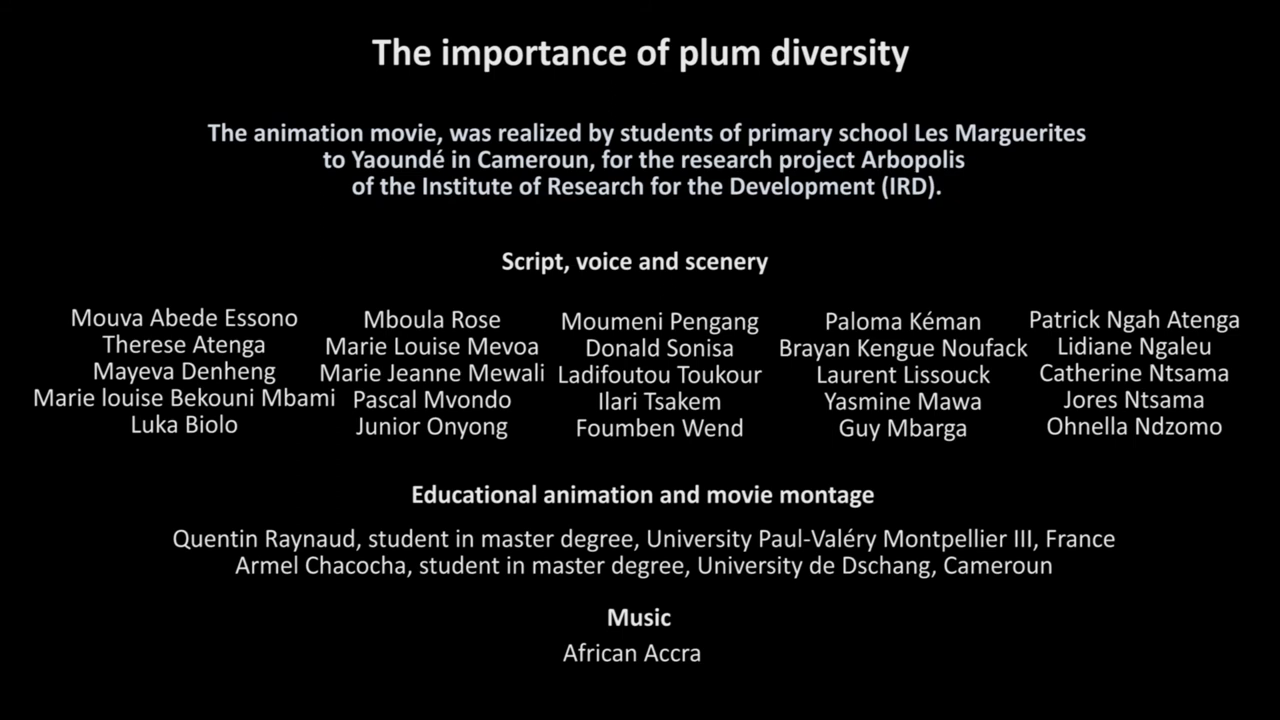 The importance of plum diversity
The animation movie, was realized by students of primary school Les Marguerites
to Yaoundé in Cameroun, for the research project Arbopolis
of the Institute of Research for the Development (IRD).
Script, voice and scenery
Mouva Abede Essono
Therese Atenga
Mayeva Denheng
Marie louise Bekouni Mbami
Luka Biolo
Mboula Rose
Marie Louise Mevoa
Marie Jeanne Mewali
Pascal Mvondo
Junior Onyong
Moumeni Pengang
Donald Sonisa
Ladifoutou Toukour
Ilari Tsakem
Foumben Wend
Paloma Kéman
Brayan Kengue Noufack
Laurent Lissouck
Yasmine Mawa
Guy Mbarga
Patrick Ngah Atenga
Lidiane Ngaleu
Catherine Ntsama
Jores Ntsama
Ohnella Ndzomo
Educational animation and movie montage
Quentin Raynaud, student in master degree, University Paul-Valéry Montpellier III, France
Armel Chacocha, student in master degree, University de Dschang, Cameroun
Music
African Accra